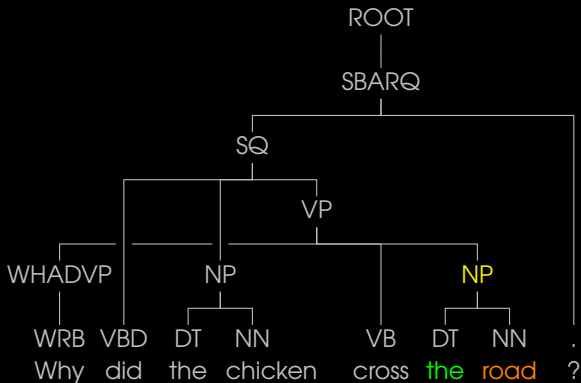 ROOT
SBARQ
SQ
VP
WHADVP NP NP
WRB VBD DT NN VB DT NN .
Why did the chicken cross the road ?